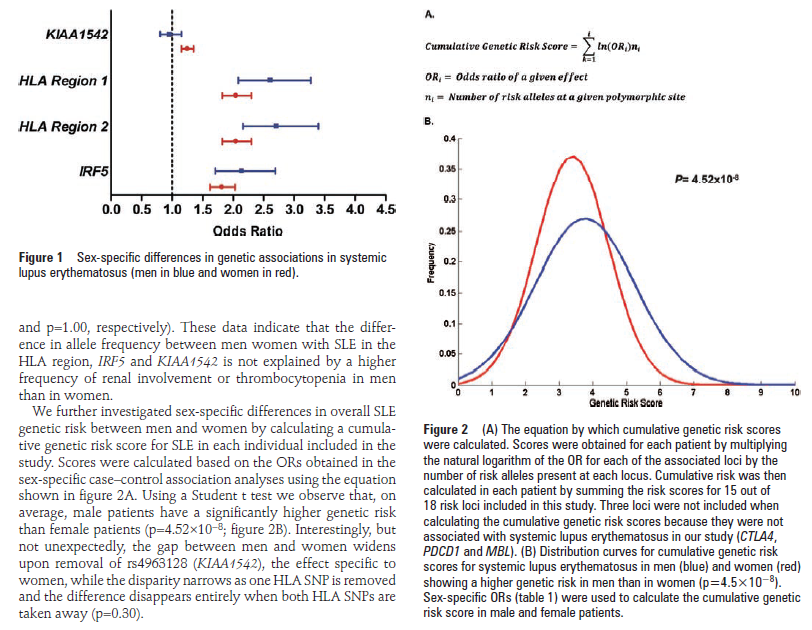 KIAA1542
HLA Region 1
HLA Region 2
IRF5
0.0 0.5 1.0 1.5 2.0 2.5 3.0 3.5 4.0 4.5
Odds Ratio
Figure 1 Sex-specific differences in genetic associations in systemic
lupus erythematosus (men in blue and women in red).
and p=1.00, respectively). These data indicate that the differ-
ence in allele frequency between men women with SLE in the
HLA region, IRF5 and KIAA1542 is not explained by a higher
frequency of renal involvement or thrombocytopenia in men
than in women.
We further investigated sex-specific differences in overall SLE
genetic risk between men and women by calculating a cumula-
tive genetic risk score for SLE in each individual included in the
study. Scores were calculated based on the ORs obtained in the
sex-specific case–control association analyses using the equation
shown in figure 2A. Using a Student t test we observe that, on
average, male patients have a significantly higher genetic risk
than female patients (p=4.52×10⁻⁸; figure 2B). Interestingly, but
not unexpectedly, the gap between men and women widens
upon removal of rs4963128 (KIAA1542), the effect specific to
women, while the disparity narrows as one HLA SNP is removed
and the difference disappears entirely when both HLA SNPs are
taken away (p=0.30).
A.
Cumulative Genetic Risk Score = ∑ i k=1 ln(ORᵢ)nᵢ
ORᵢ = Odds ratio of a given effect
nᵢ = Number of risk alleles at a given polymorphic site
B.
0.4
0.35
P= 4.52x10⁻⁸
0.3
0.25
0.2
0.15
0.1
0.05
0
Frequency
0 1 2 3 4 5 6 7 8 9 10
Genetic Risk Score
Figure 2 (A) The equation by which cumulative genetic risk scores
were calculated. Scores were obtained for each patient by multiplying
the natural logarithm of the OR for each of the associated loci by the
number of risk alleles present at each locus. Cumulative risk was then
calculated in each patient by summing the risk scores for 15 out of
18 risk loci included in this study. Three loci were not included when
calculating the cumulative genetic risk scores because they were not
associated with systemic lupus erythematosus in our study (CTLA4,
PDCD1 and MBL). (B) Distribution curves for cumulative genetic risk
scores for systemic lupus erythematosus in men (blue) and women (red)
showing a higher genetic risk in men than in women (p=4.5×10⁻⁸).
Sex-specific ORs (table 1) were used to calculate the cumulative genetic
risk score in male and female patients.